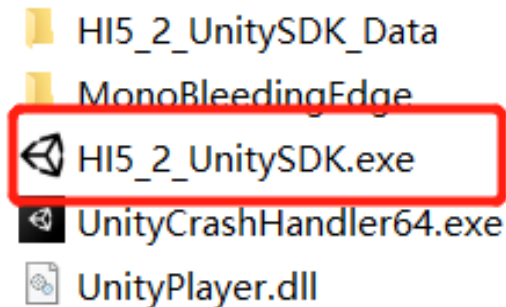 HI5_2_UnitySDK_Data
MonoBleedingEdge
HI5_2_UnitySDK.exe
UnityCrashHandler64.exe
UnityPlayer.dll